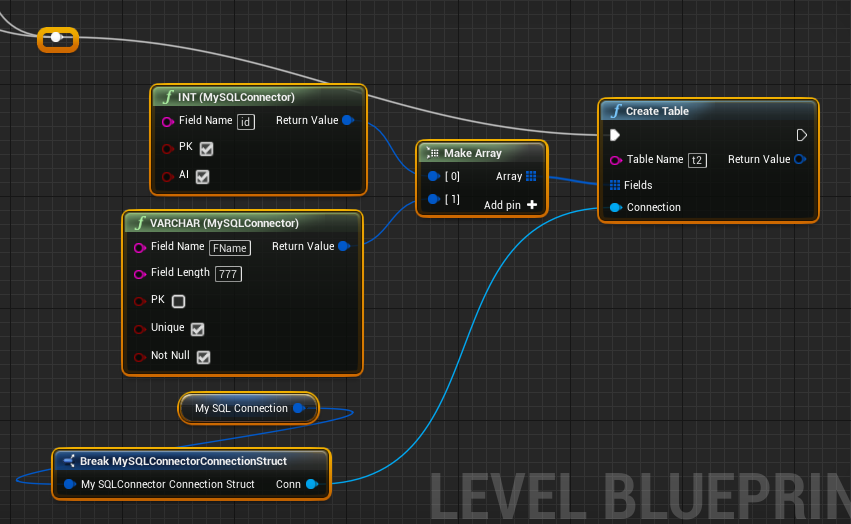 INT (MySQLConnector)
Field Name id Return Value
PK
AI
VARCHAR (MySQLConnector)
Field Name FName Return Value
Field Length 777
PK
Unique
Not Null
Make Array
[ 0] Array
[ 1] Add pin
Create Table
Table Name t2 Return Value
Fields
Connection
My SQL Connection
Break MySQLConnectorConnectionStruct
My SQLConnector Connection Struct Conn
LEVEL BLUEPRIN